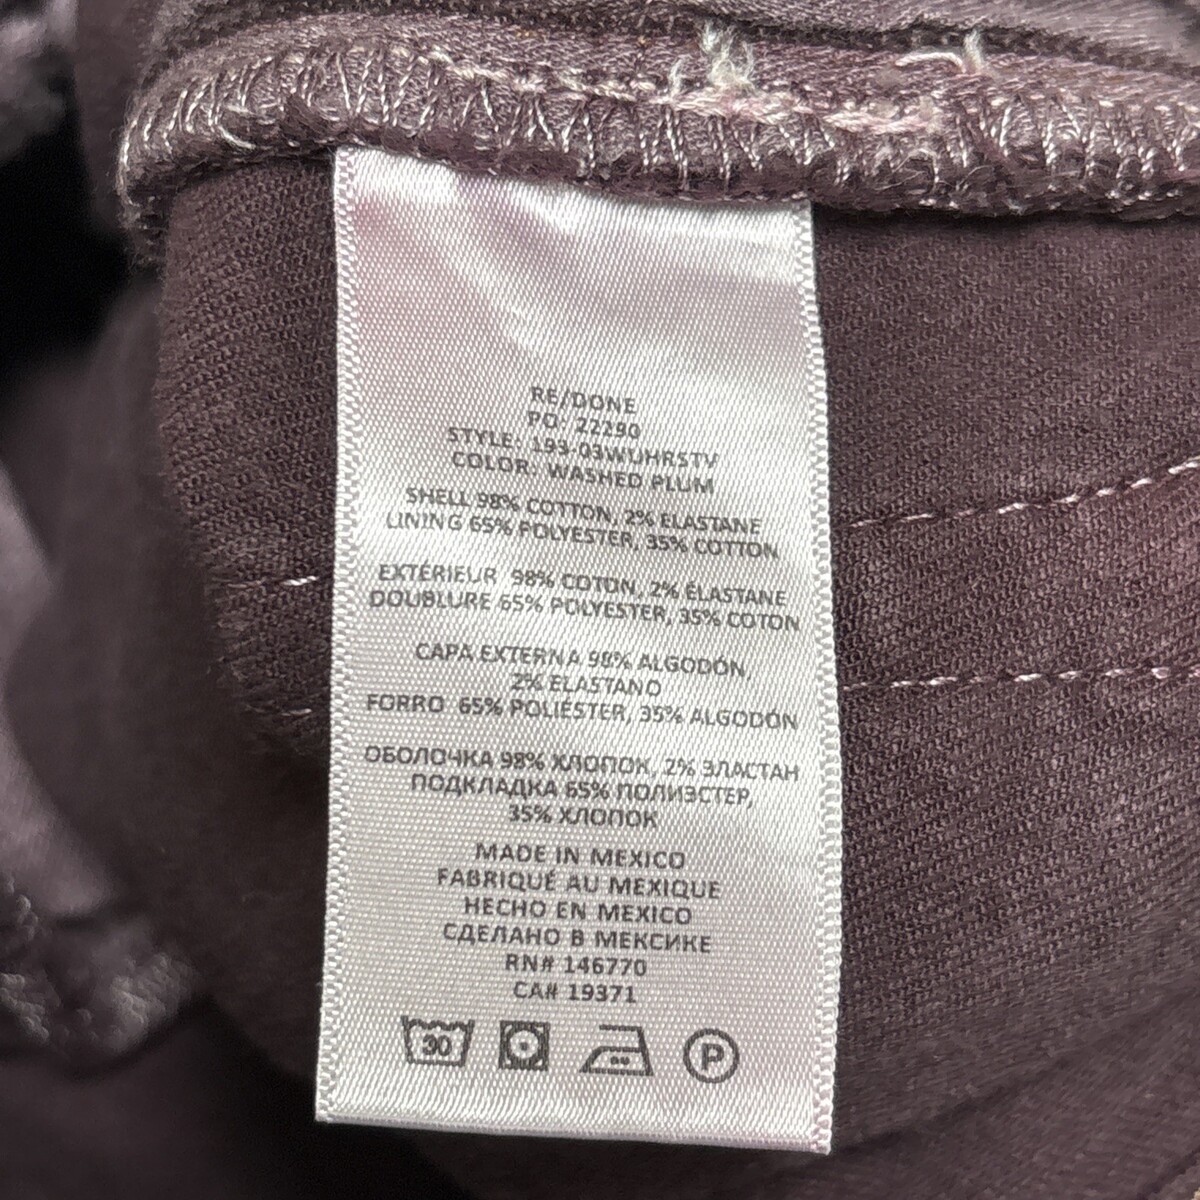 RE/DONE
PO: 22290
STYLE: 193-03WUHRSTV
COLOR: WASHED PLUM
SHELL 98% COTTON, 2% ELASTANE
LINING 65% POLYESTER, 35% COTTON
EXTÉRIEUR 98% COTON, 2% ÉLASTANE
DOUBLURE 65% POLYESTER, 35% COTON
CAPA EXTERNA 98% ALGODÓN,
2% ELASTANO
FORRO 65% POLIÉSTER, 35% ALGODÓN
ОБОЛОЧКА 98% ХЛОПОК, 2% ЭЛАСТАН
ПОДКЛАДКА 65% ПОЛИЭСТЕР,
35% ХЛОПОК
MADE IN MEXICO
FABRIQUÉ AU MEXIQUE
HECHO EN MEXICO
СДЕЛАНО В МЕКСИКЕ
RN# 146770
CA# 19371
30 P